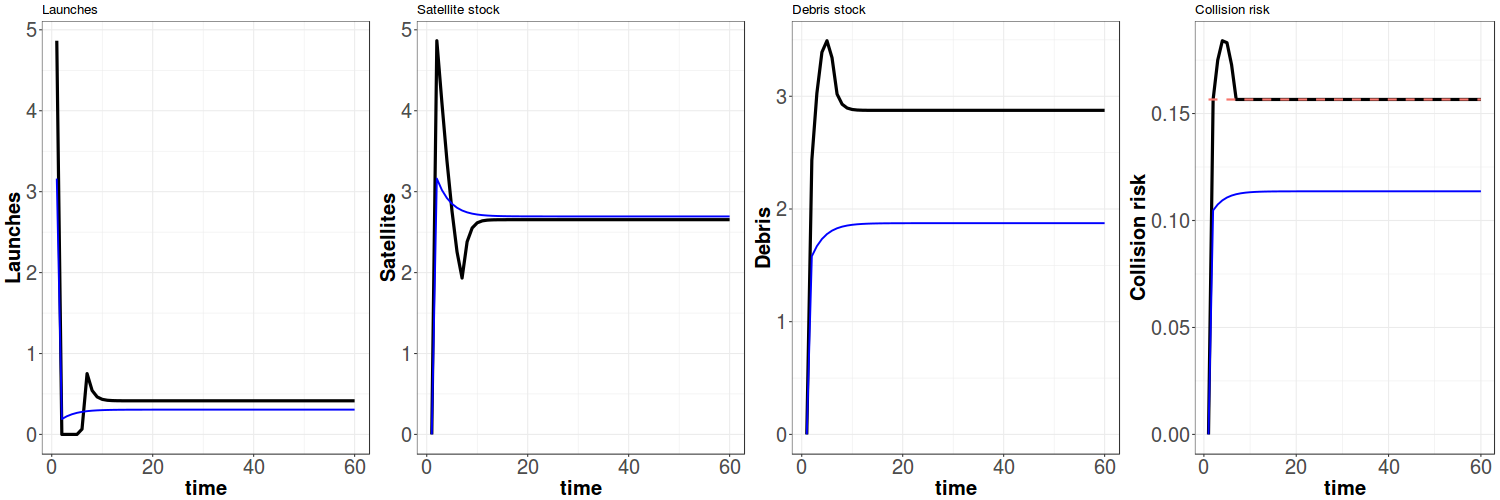 Launches
5
4
3
2
1
0
Launches
0 20 40 60
time
Satellite stock
5
4
3
2
1
0
Satellites
0 20 40 60
time
Debris stock
3
2
1
0
Debris
0 20 40 60
time
Collision risk
0.15
0.10
0.05
0.00
Collision risk
0 20 40 60
time